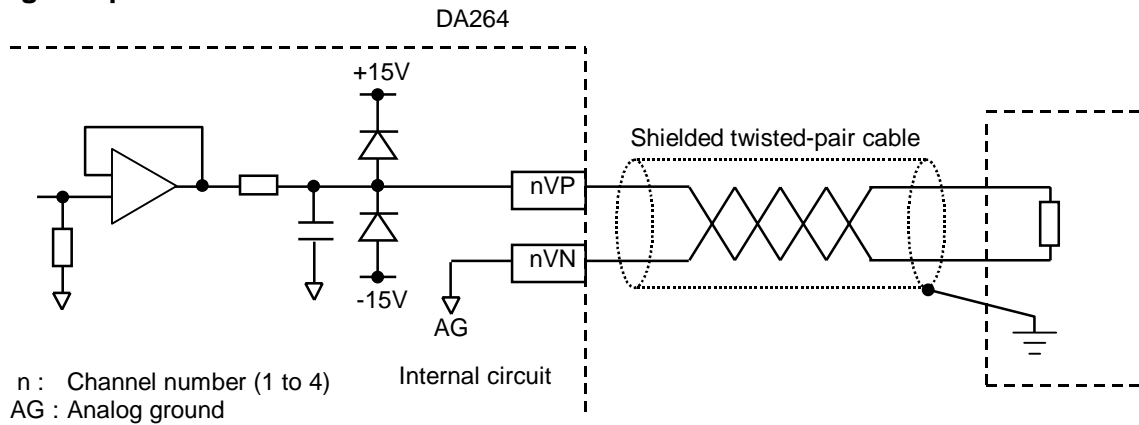 DA264
+15V
Shielded twisted-pair cable
nVP
nVN
-15V
AG
n : Channel number (1 to 4)
Internal circuit
AG : Analog ground